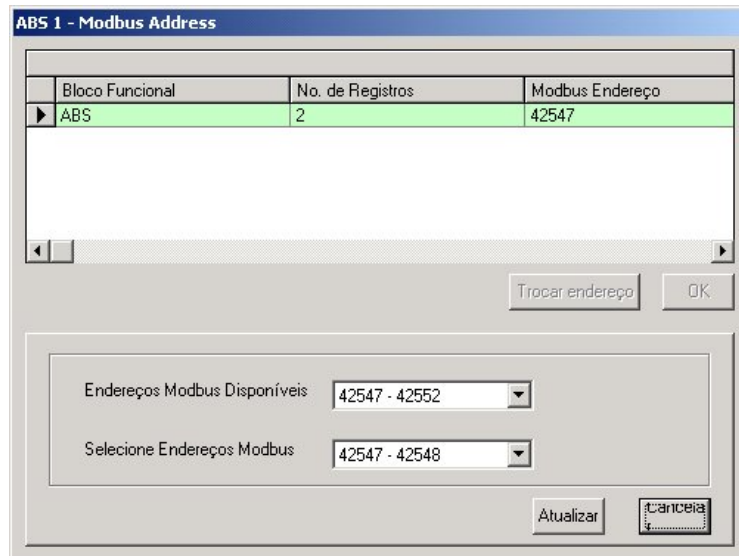 ABS 1 - Modbus Address
Bloco Funcional No. de Registros Modbus Endereço
ABS 2 42547
Trocar endereço OK
Endereços Modbus Disponíveis 42547 - 42552
Selecione Endereços Modbus 42547 - 42548
Atualizar Cancela
r